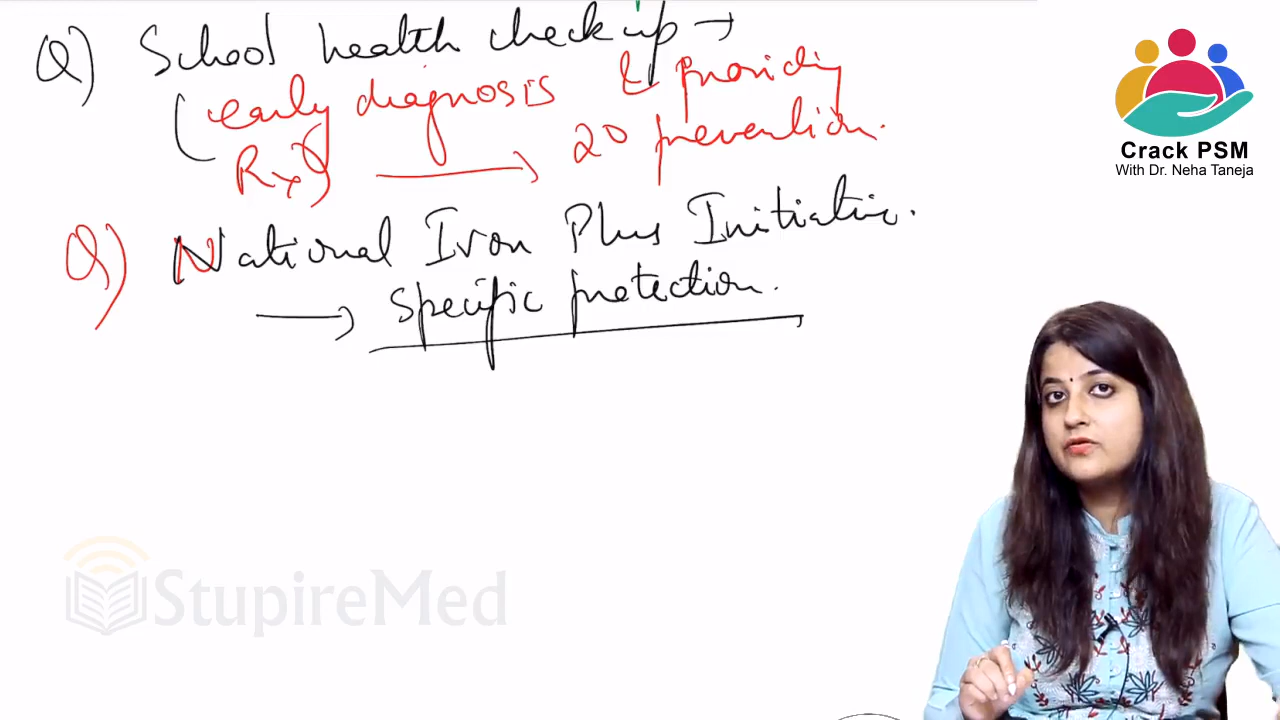 Q) School health check up →
(early diagnosis & providing
Rx) → 2° prevention.
Q) National Iron Plus Initiative.
→ specific protection.
Crack PSM
With Dr. Neha Taneja
StupireMed